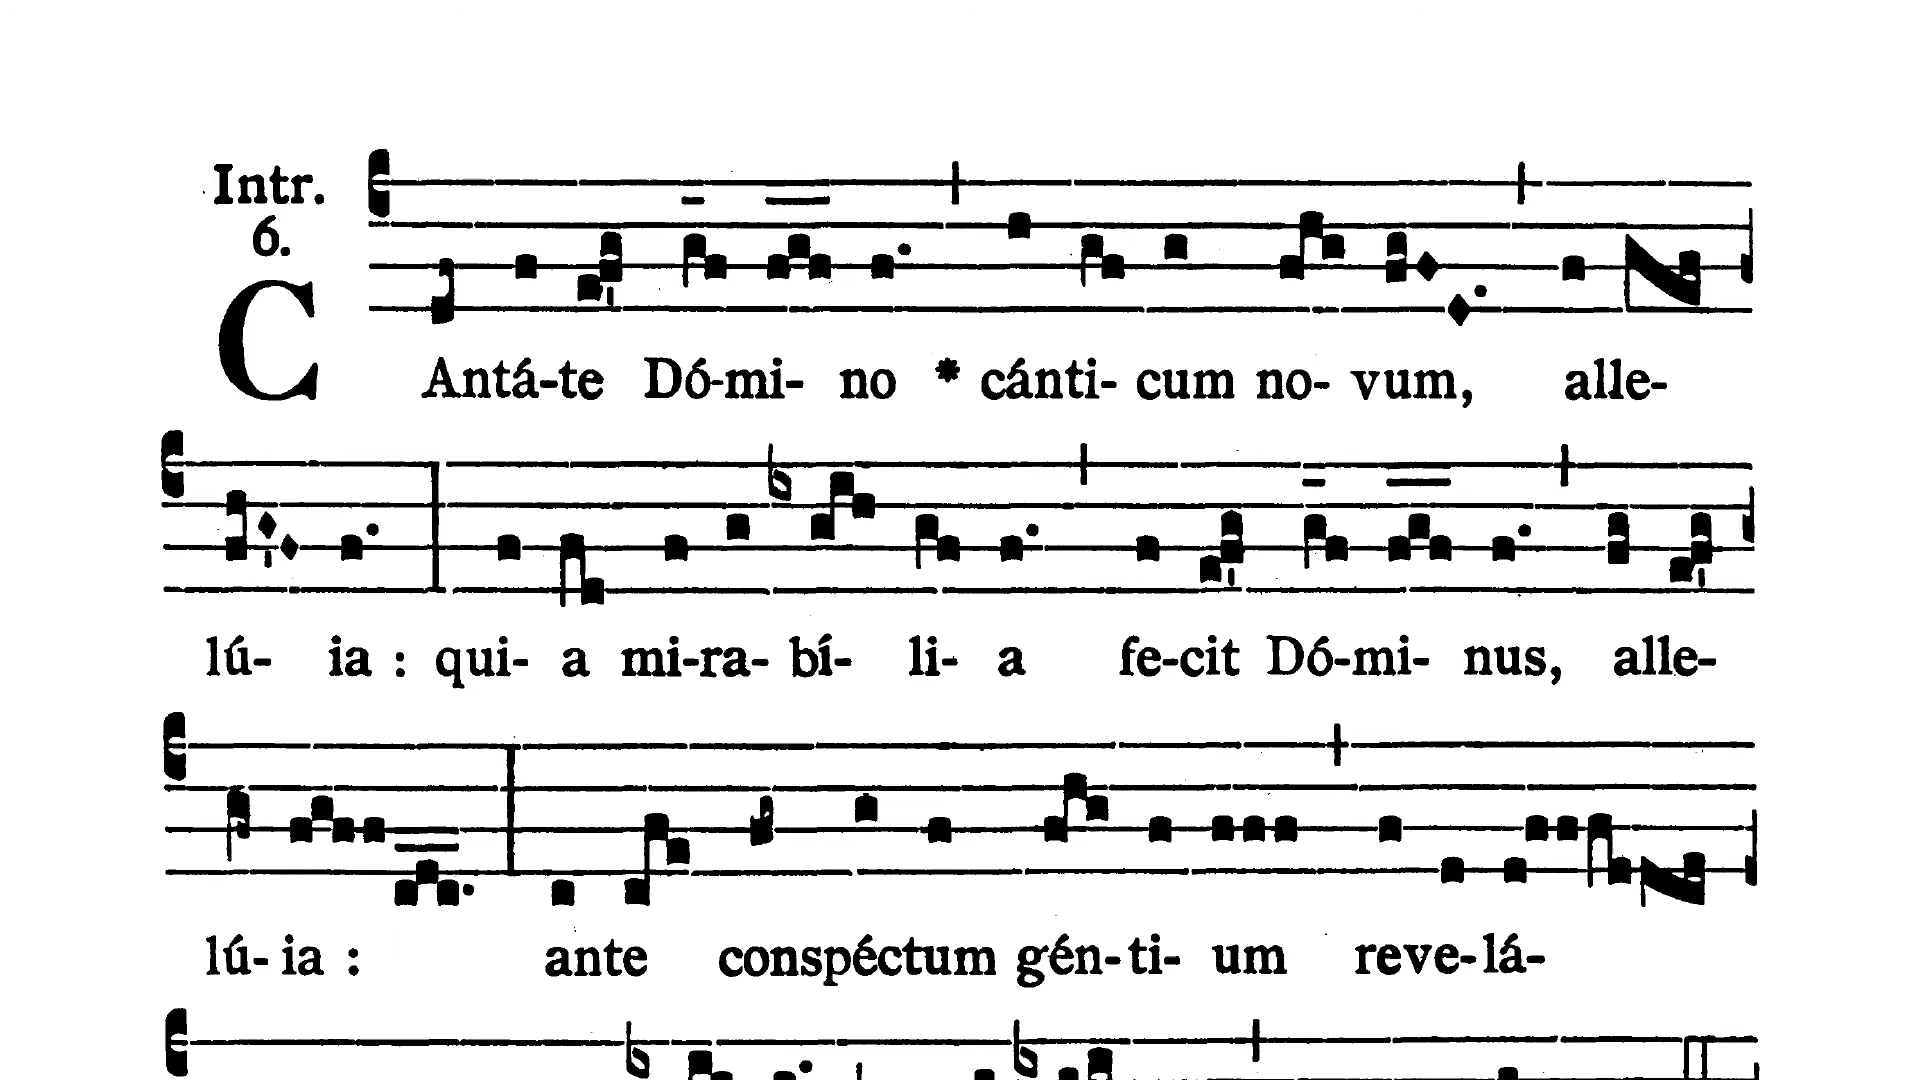 Intr.
6.
CAntá-te Dó-mi- no * cánti- cum no- vum, alle-
lú- ia : qui- a mi-ra- bí- li- a fe-cit Dó-mi- nus, alle-
lú- ia : ante conspéctum gén-ti- um reve-lá-